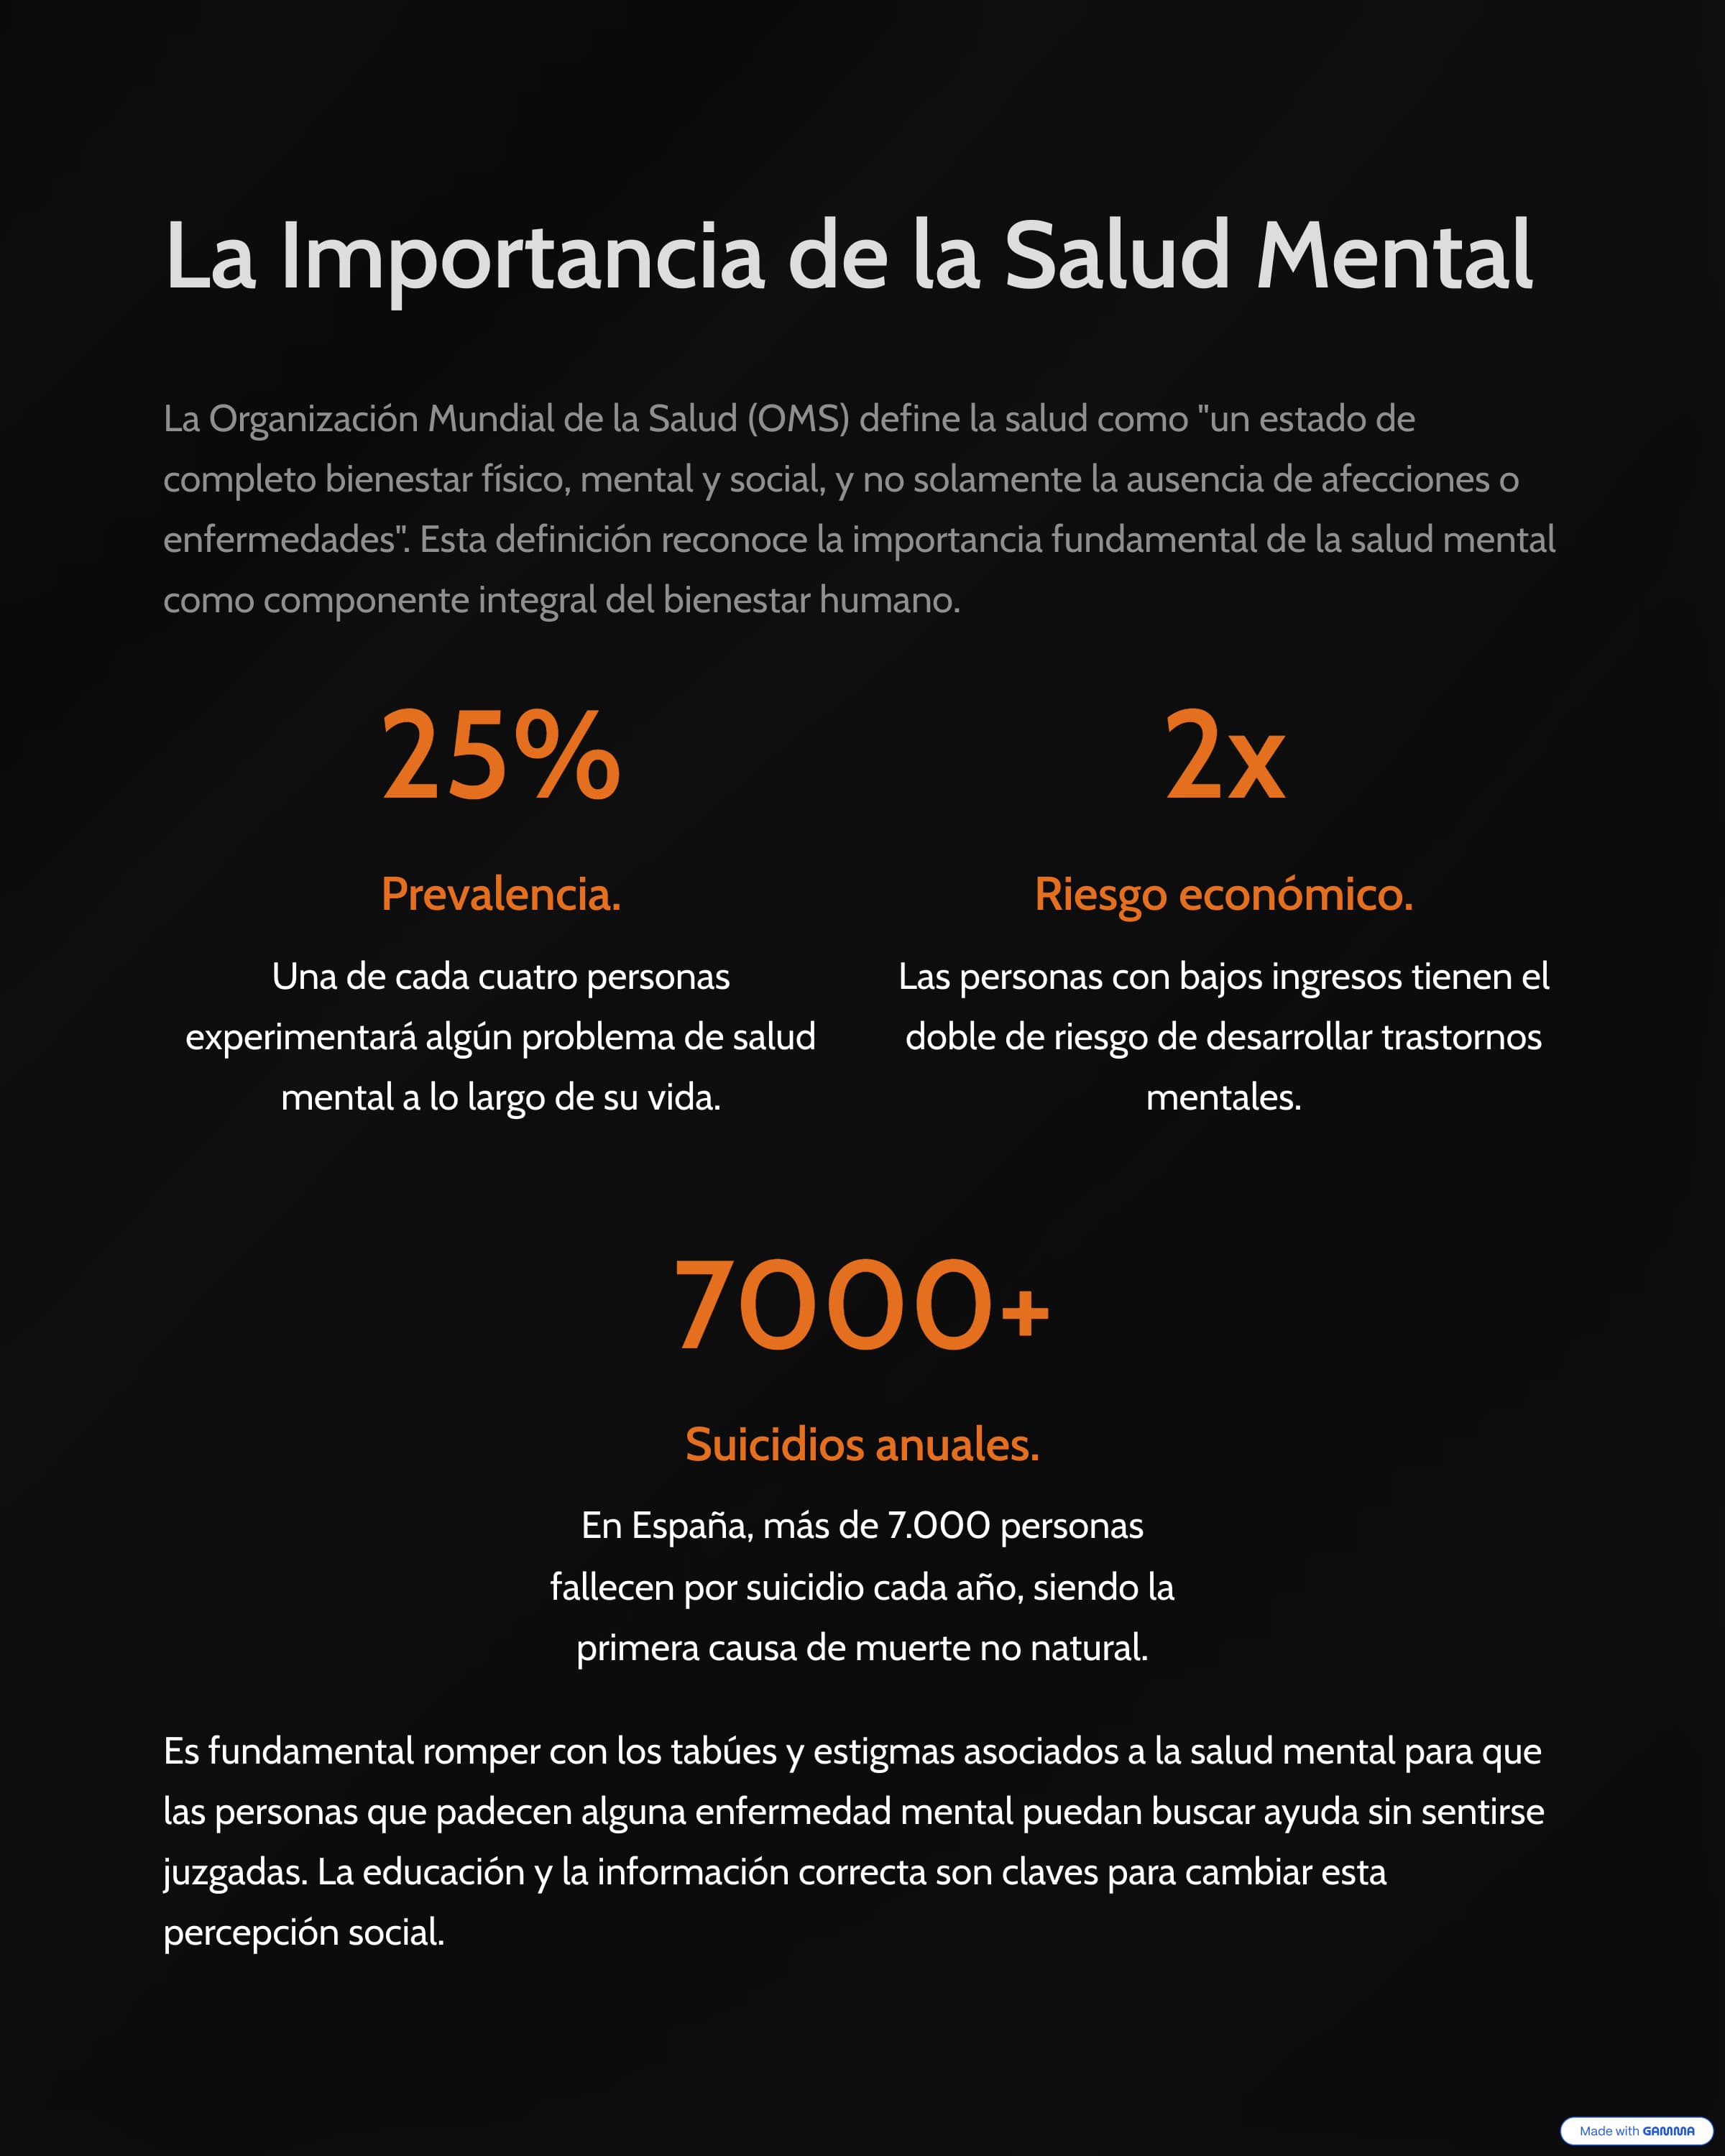 La Importancia de la Salud Mental
La Organización Mundial de la Salud (OMS) define la salud como "un estado de
completo bienestar físico, mental y social, y no solamente la ausencia de afecciones o
enfermedades". Esta definición reconoce la importancia fundamental de la salud mental
como componente integral del bienestar humano.
25%
Prevalencia.
Una de cada cuatro personas
experimentará algún problema de salud
mental a lo largo de su vida.
2x
Riesgo económico.
Las personas con bajos ingresos tienen el
doble de riesgo de desarrollar trastornos
mentales.
7000+
Suicidios anuales.
En España, más de 7.000 personas
fallecen por suicidio cada año, siendo la
primera causa de muerte no natural.
Es fundamental romper con los tabúes y estigmas asociados a la salud mental para que
las personas que padecen alguna enfermedad mental puedan buscar ayuda sin sentirse
juzgadas. La educación y la información correcta son claves para cambiar esta
percepción social.
Made with GAMMA